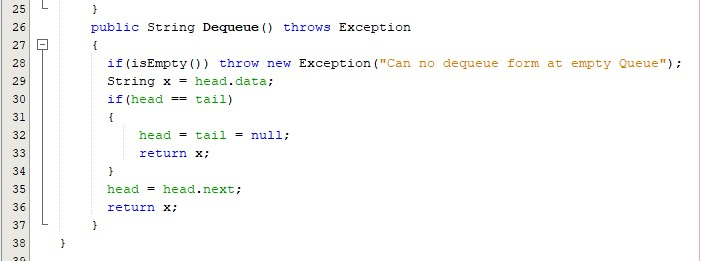 25 }
26 public String Dequeue() throws Exception
27 {
28 if(isEmpty()) throw new Exception("Can no dequeue form at empty Queue");
29 String x = head.data;
30 if(head == tail)
31 {
32 head = tail = null;
33 return x;
34 }
35 head = head.next;
36 return x;
37 }
38 }
39